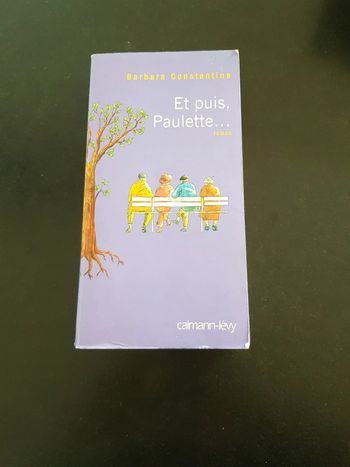 Barbara Constantine
Et puis,
Paulette...
roman
calmann-lévy